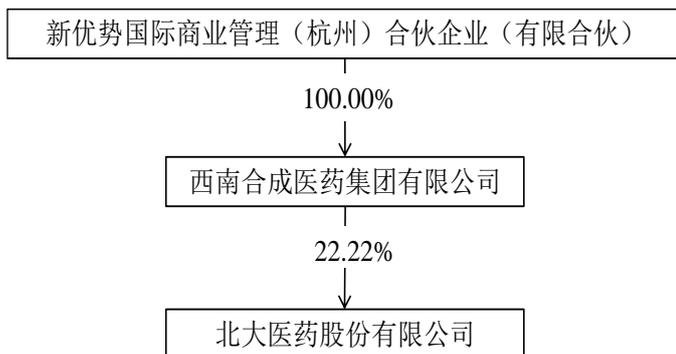 新优势国际商业管理（杭州）合伙企业（有限合伙）
100.00%
西南合成医药集团有限公司
22.22%
北大医药股份有限公司